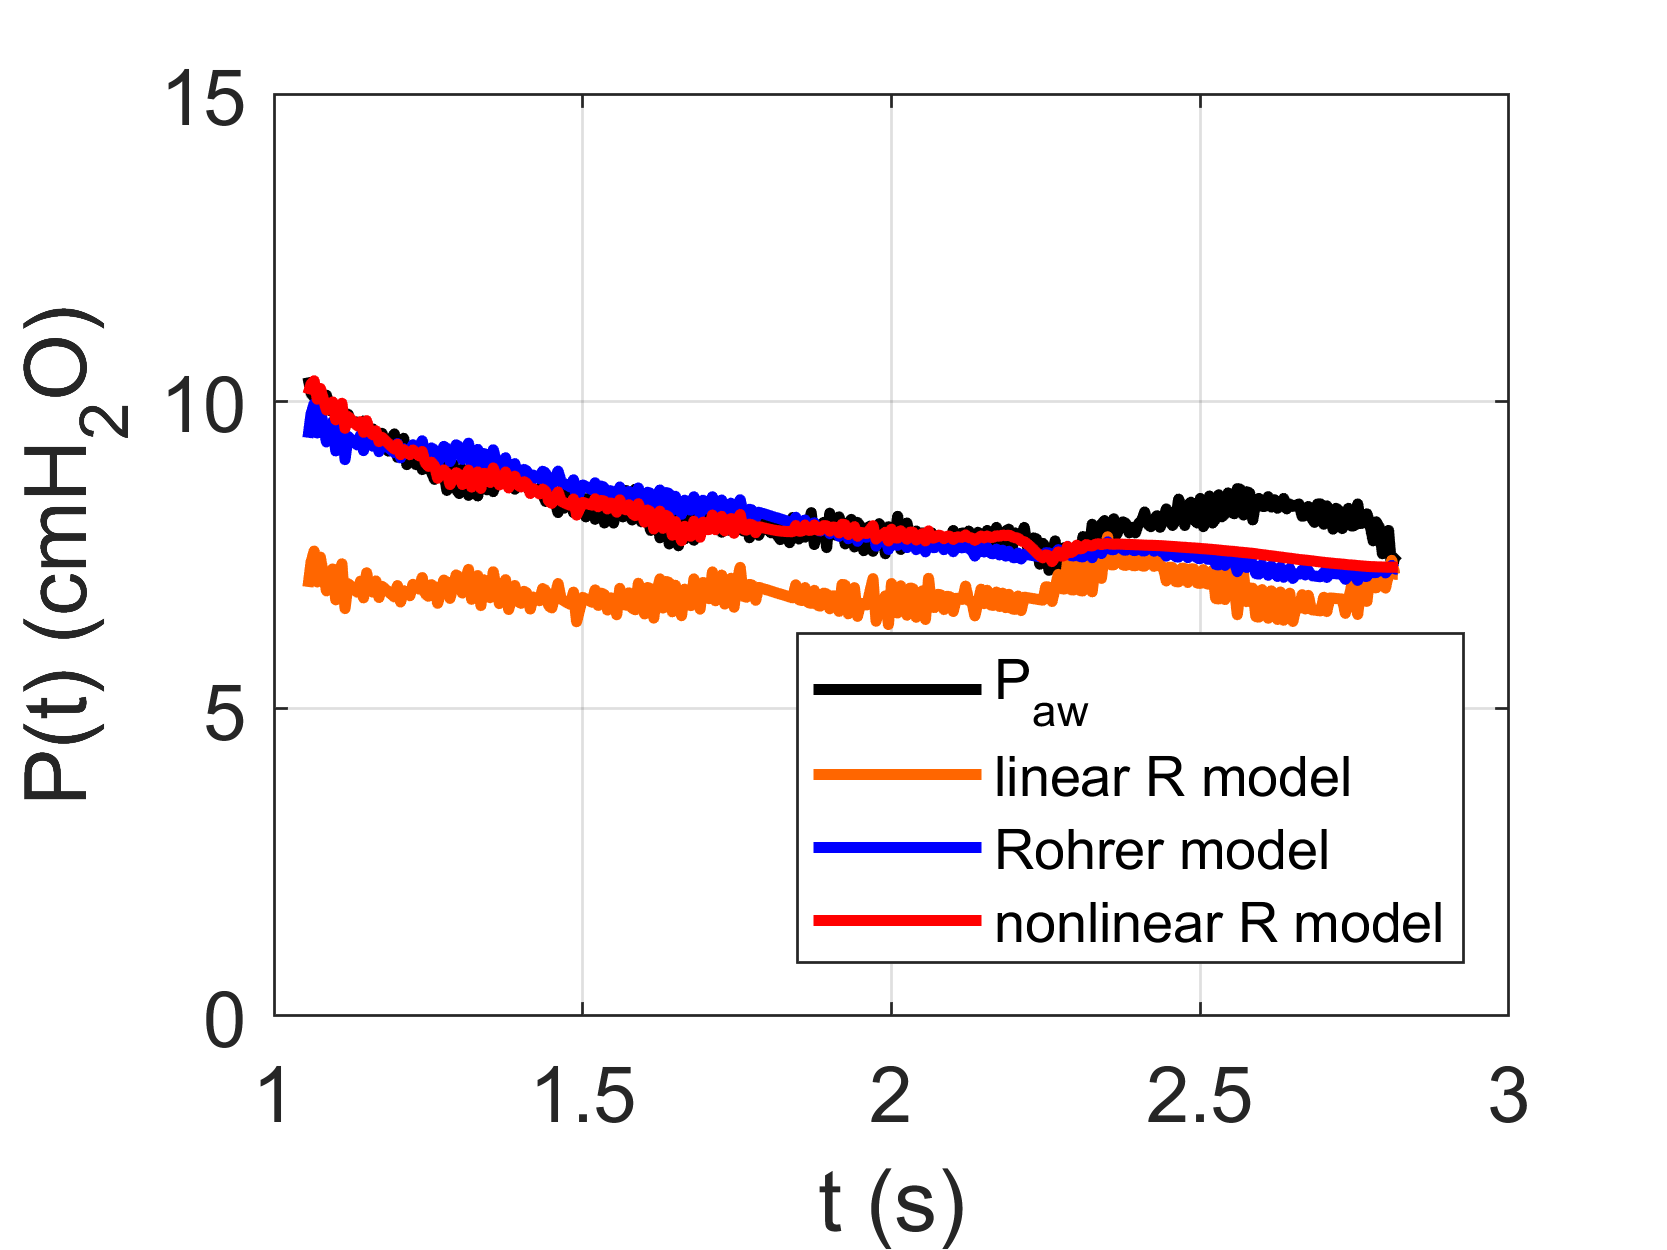 15
10
5
0
P(t) (cmH2O)
Paw
linear R model
Rohrer model
nonlinear R model
1 1.5 2 2.5 3
t (s)